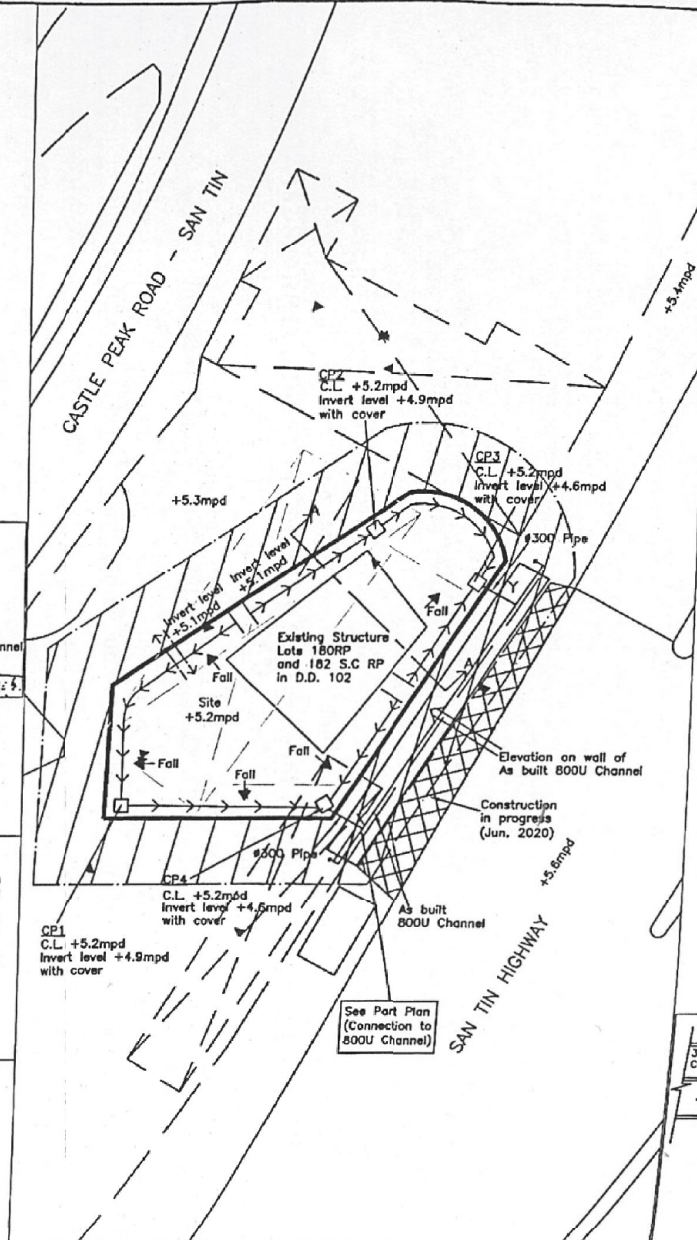 CASTLE PEAK ROAD - SAN TIN
+5.4mpd
CP2
C.L. +5.2mpd
Invert level +4.9mpd
with cover
CP3
C.L. +5.2mpd
Invert level +4.6mpd
with cover
+5.3mpd
A
ø300 Pipe
Invert level
+5.1mpd
Invert level
+5.1mpd
Fall
Existing Structure
Lots 180RP
and 182 S.C RP
in D.D. 102
A
Fall
Site
+5.2mpd
Fall
Fall
Fall
Elevation on wall of
As built 800U Channel
Construction
in progress
(Jun. 2020)
+5.6mpd
ø300 Pipe
CP4
C.L. +5.2mpd
Invert level +4.6mpd
with cover
As built
800U Channel
CP1
C.L. +5.2mpd
Invert level +4.9mpd
with cover
See Part Plan
(Connection to
800U Channel)
SAN TIN HIGHWAY